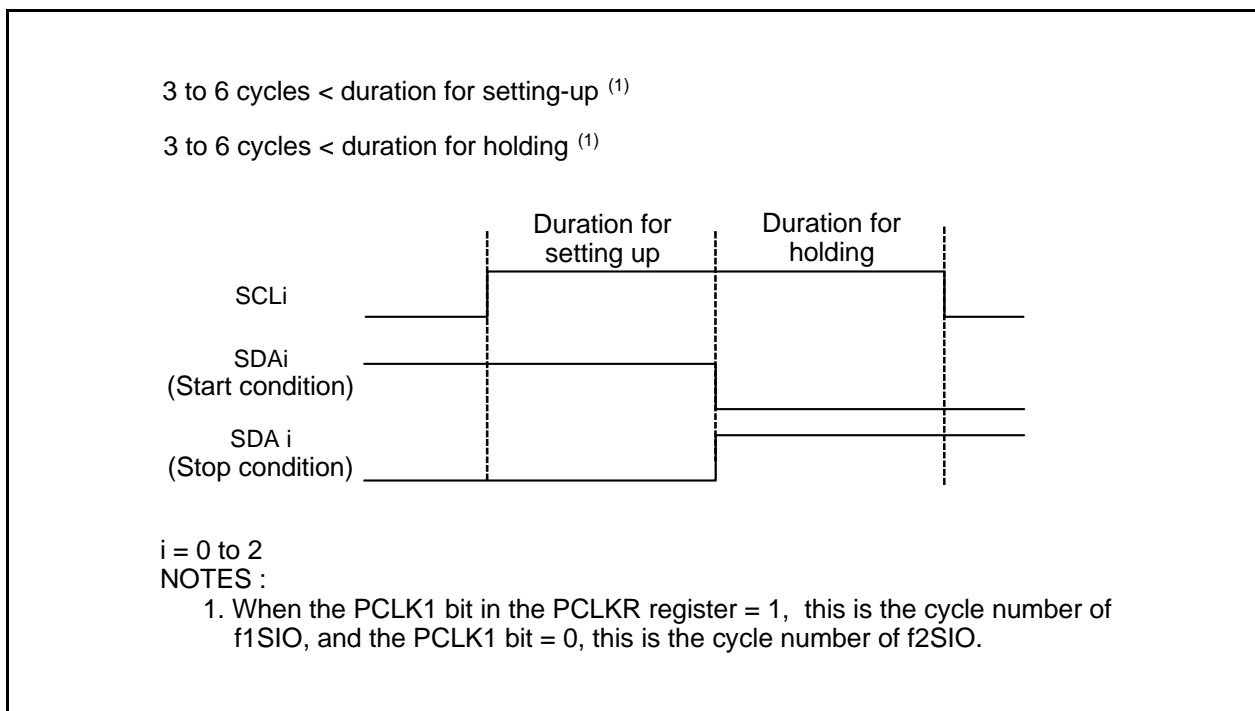 3 to 6 cycles < duration for setting-up (1)
3 to 6 cycles < duration for holding (1)
Duration for
setting up
Duration for
holding
SCLi
SDAi
(Start condition)
SDA i
(Stop condition)
i = 0 to 2
NOTES :
1. When the PCLK1 bit in the PCLKR register = 1, this is the cycle number of
f1SIO, and the PCLK1 bit = 0, this is the cycle number of f2SIO.